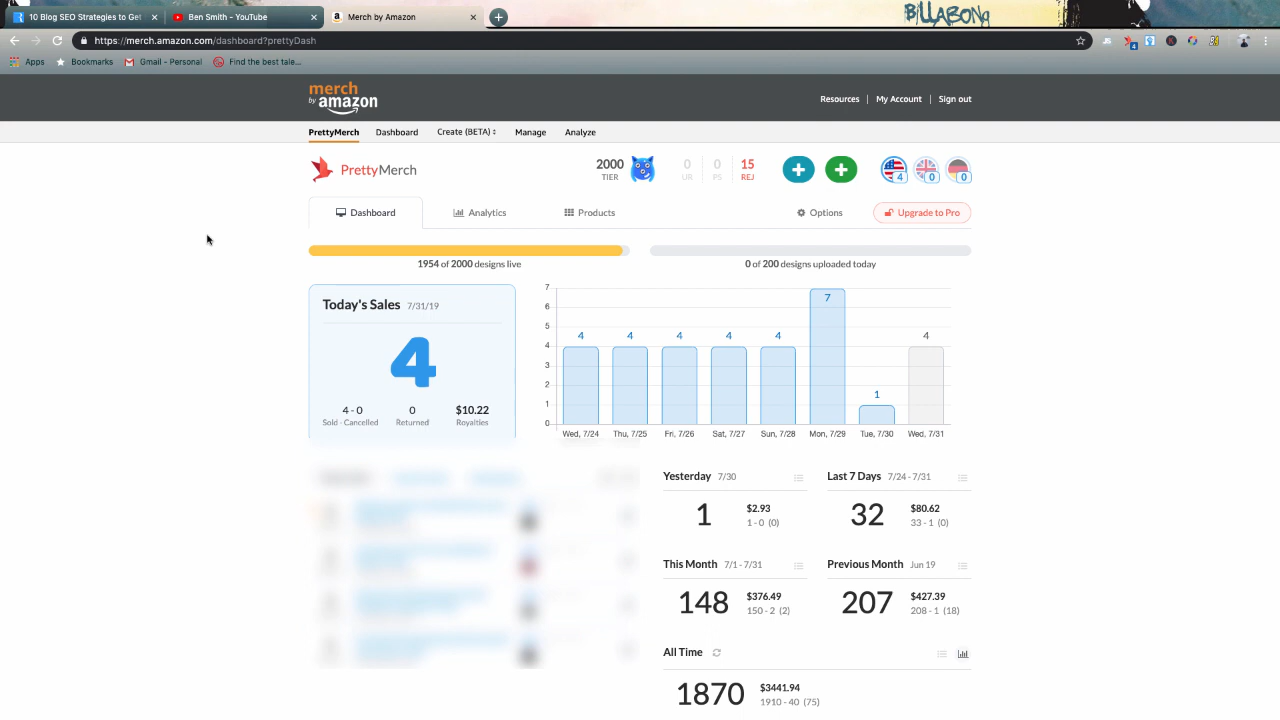 BILLABONG
10 Blog SEO Strategies to Get
Ben Smith - YouTube
Merch by Amazon
https://merch.amazon.com/dashboard?prettyDash
Apps
Bookmarks
Gmail - Personal
Find the best tale...
merch
by amazon
Resources
My Account
Sign out
PrettyMerch
Dashboard
Create (BETA)
Manage
Analyze
PrettyMerch
2000
TIER
0
UR
0
PS
15
REJ
4
0
0
Dashboard
Analytics
Products
Options
Upgrade to Pro
1954 of 2000 designs live
0 of 200 designs uploaded today
Today's Sales 7/31/19
4
4 - 0
Sold - Cancelled
0
Returned
$10.22
Royalties
7
6
5
4
3
2
1
0
4
4
4
4
4
7
1
4
Wed, 7/24
Thu, 7/25
Fri, 7/26
Sat, 7/27
Sun, 7/28
Mon, 7/29
Tue, 7/30
Wed, 7/31
Yesterday 7/30
1
$2.93
1 - 0 (0)
Last 7 Days 7/24 - 7/31
32
$80.62
33 - 1 (0)
This Month 7/1 - 7/31
148
$376.49
150 - 2 (2)
Previous Month Jun 19
207
$427.39
208 - 1 (18)
All Time
1870
$3441.94
1910 - 40 (75)